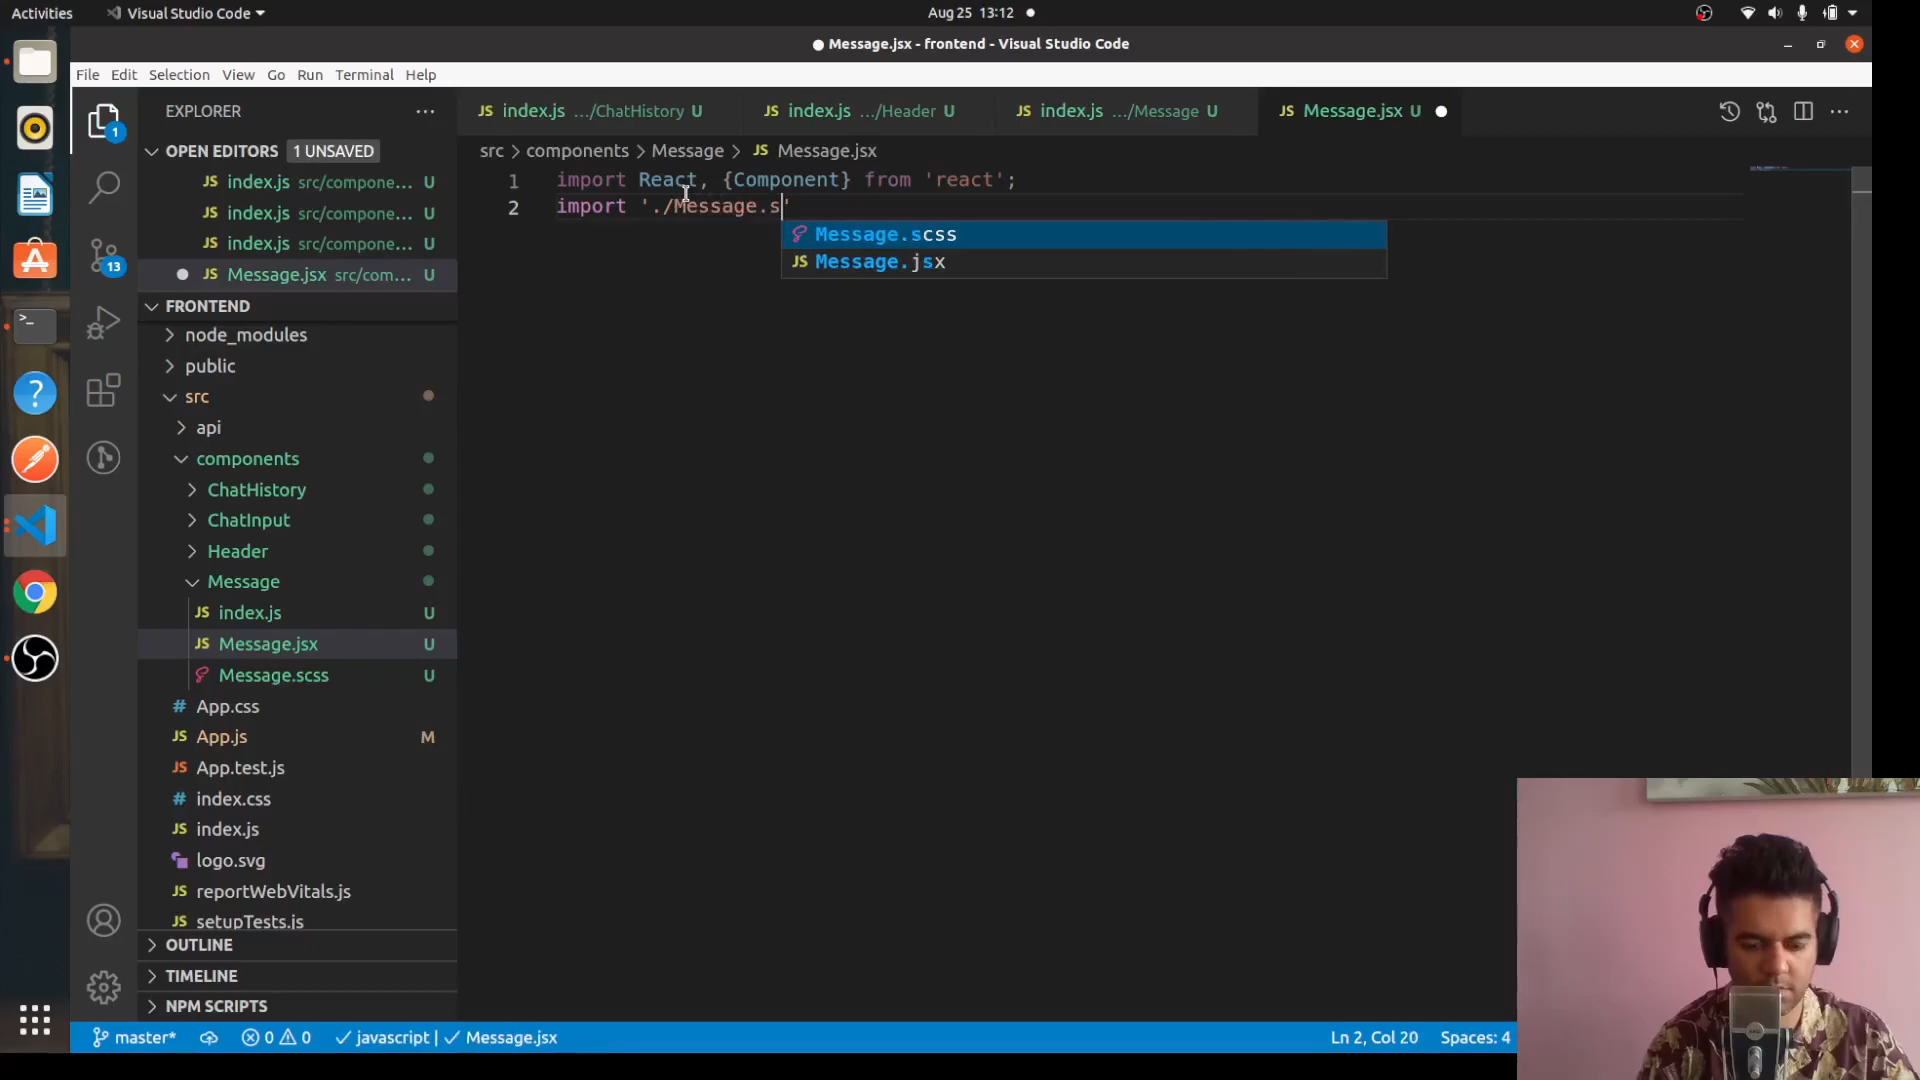 Activities
Visual Studio Code
Aug 25 13:12
Message.jsx - frontend - Visual Studio Code
File Edit Selection View Go Run Terminal Help
EXPLORER
OPEN EDITORS 1 UNSAVED
JS index.js src/compone... U
JS index.js src/compone... U
JS index.js src/compone... U
JS Message.jsx src/com... U
FRONTEND
node_modules
public
src
api
components
ChatHistory
ChatInput
Header
Message
JS index.js U
JS Message.jsx U
Message.scss U
# App.css
JS App.js M
JS App.test.js
# index.css
JS index.js
logo.svg
JS reportWebVitals.js
JS setupTests.js
OUTLINE
TIMELINE
NPM SCRIPTS
1
13
JS index.js .../ChatHistory U
JS index.js .../Header U
JS index.js .../Message U
JS Message.jsx U
src > components > Message > JS Message.jsx
1 import React, {Component} from 'react';
2 import './Message.s'
Message.scss
JS Message.jsx
master* 0 0 javascript | Message.jsx
Ln 2, Col 20 Spaces: 4